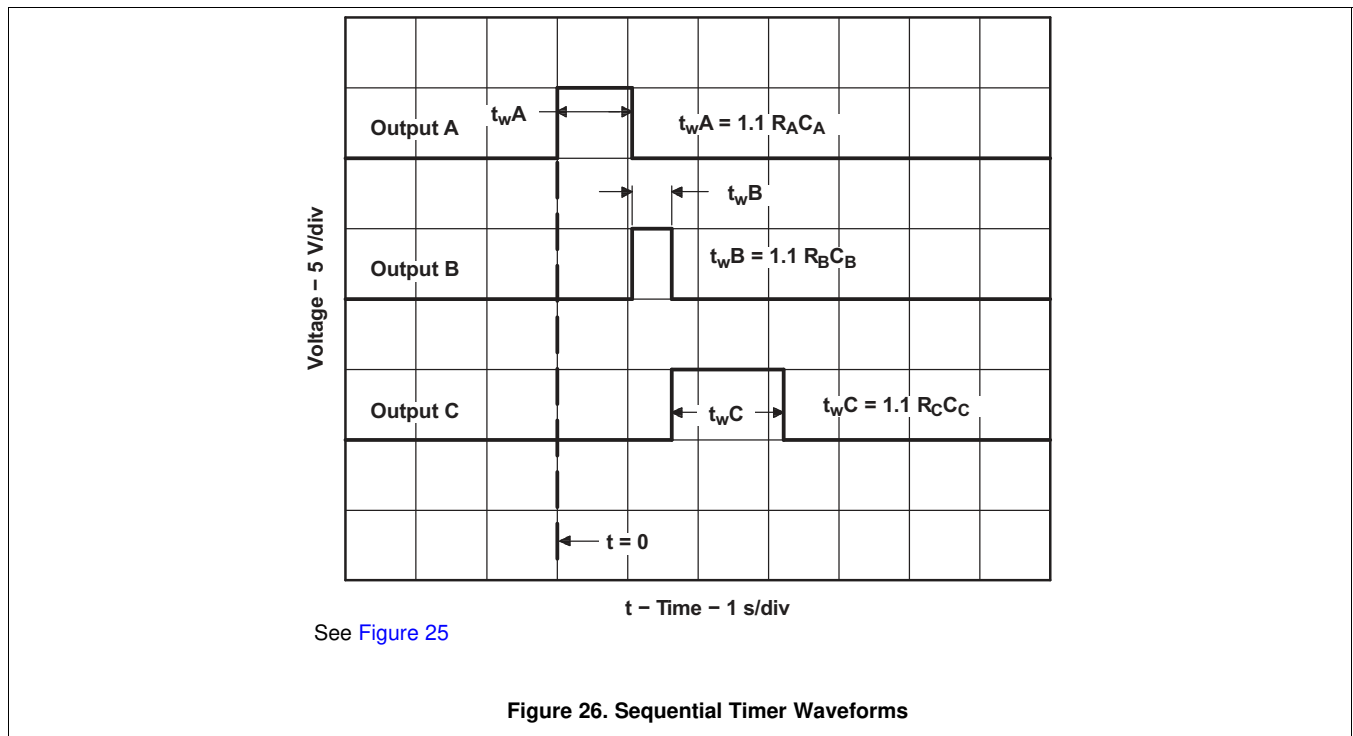 Voltage – 5 V/div
Output A
twA
twA = 1.1 RACA
twB
Output B
twB = 1.1 RBCB
Output C
twC
twC = 1.1 RCCC
t = 0
t – Time – 1 s/div
See Figure 25
Figure 26. Sequential Timer Waveforms